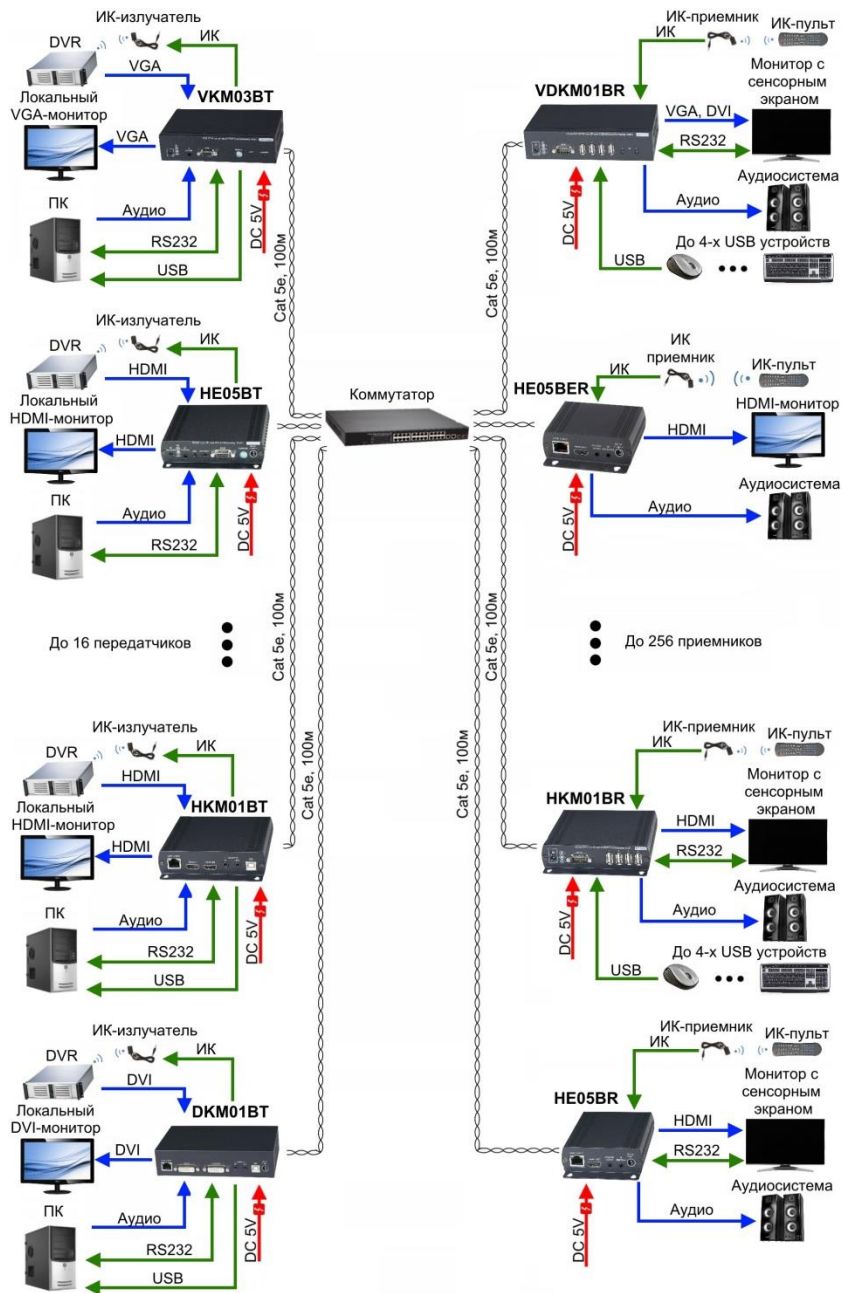 ИК-излучатель
DVR
ИК
VGA
VKM03BT
Локальный
VGA-монитор
VGA
ПК
Аудио
RS232
USB
DC 5V
Cat 5e, 100м
ИК-излучатель
DVR
ИК
HDMI
HE05BT
Локальный
HDMI-монитор
HDMI
ПК
Аудио
RS232
DC 5V
Cat 5e, 100м
До 16 передатчиков
Cat 5e, 100м
ИК-излучатель
DVR
ИК
HDMI
HKM01BT
Локальный
HDMI-монитор
HDMI
ПК
Аудио
RS232
USB
DC 5V
ИК-излучатель
DVR
ИК
DVI
DKM01BT
Локальный
DVI-монитор
DVI
ПК
Аудио
RS232
USB
DC 5V
Коммутатор
ИК-приемник
ИК-пульт
ИК
VDKM01BR
Монитор с
сенсорным
экраном
VGA, DVI
RS232
Аудиосистема
Аудио
До 4-х USB устройств
USB
DC 5V
Cat 5e, 100м
ИК
приемник
ИК
ИК-пульт
HE05BER
HDMI-монитор
HDMI
Аудиосистема
Аудио
DC 5V
Cat 5e, 100м
Cat 5e, 100м
До 256 приемников
ИК-приемник
ИК-пульт
ИК
HKM01BR
Монитор с
сенсорным
экраном
HDMI
RS232
Аудиосистема
Аудио
До 4-х USB устройств
USB
DC 5V
ИК-приемник
ИК-пульт
ИК
HE05BR
Монитор с
сенсорным
экраном
HDMI
RS232
Аудиосистема
Аудио
DC 5V